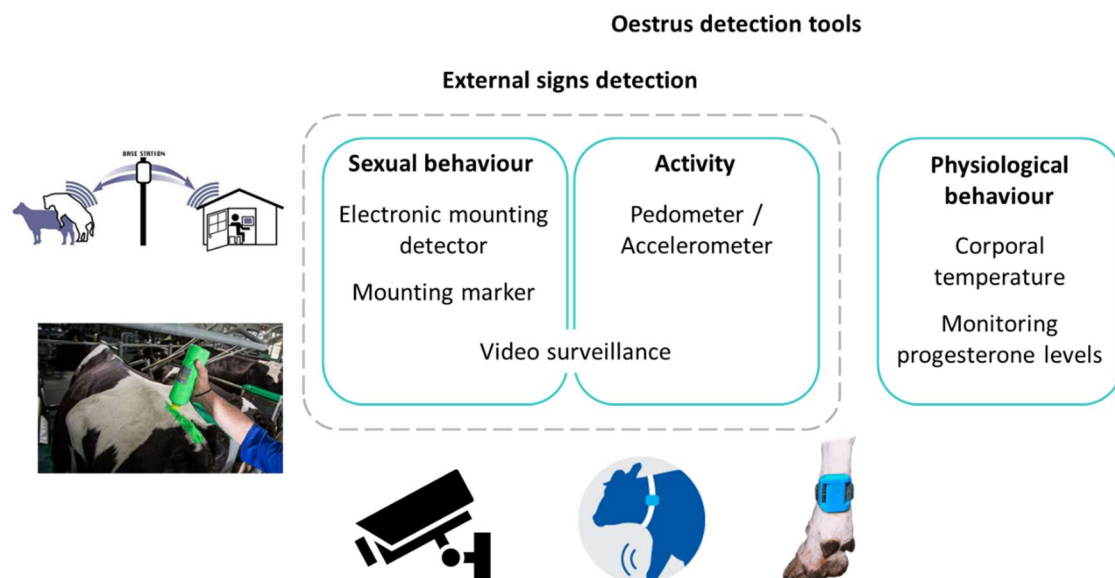 Oestrus detection tools
External signs detection
BASE STATION
Sexual behaviour
Electronic mounting
detector
Mounting marker
Activity
Pedometer /
Accelerometer
Video surveillance
Physiological
behaviour
Corporal
temperature
Monitoring
progesterone levels